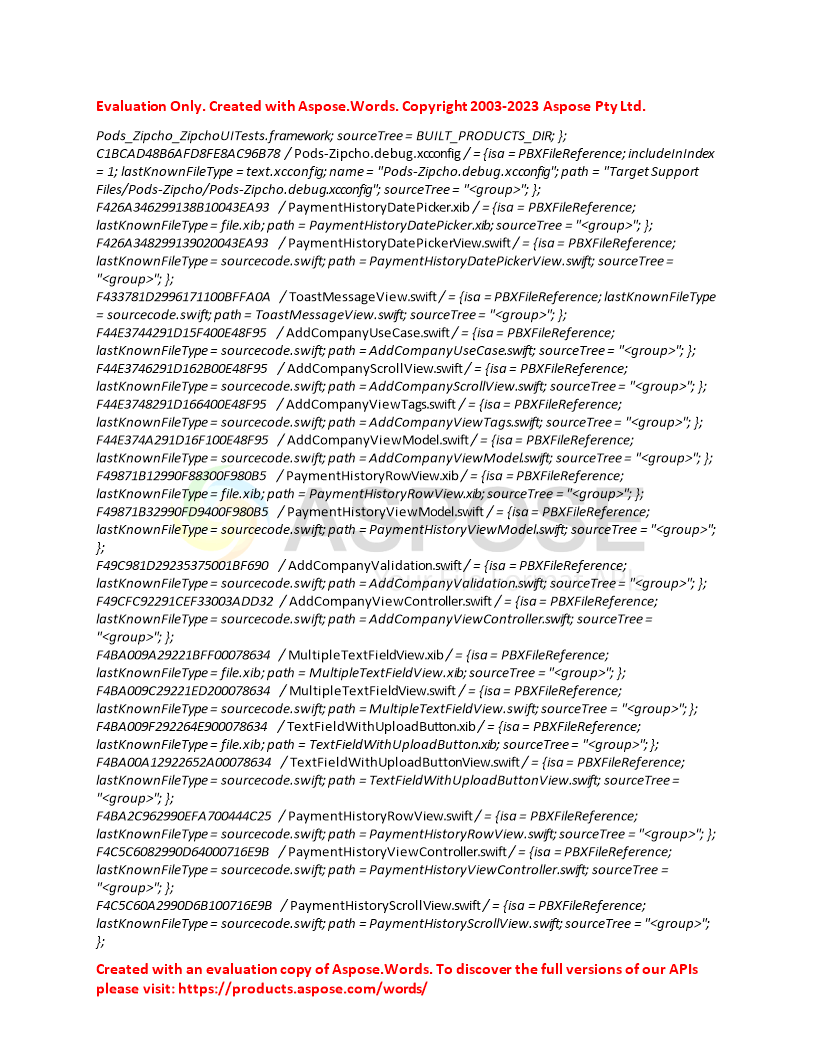 Evaluation Only. Created with Aspose.Words. Copyright 2003-2023 Aspose Pty Ltd.
Pods_Zipcho_ZipchoUITests.framework; sourceTree = BUILT_PRODUCTS_DIR; };
C1BCAD48B6AFD8FE8AC96B78 / Pods-Zipcho.debug.xcconfig / = {isa = PBXFileReference; includeInIndex
= 1; lastKnownFileType = text.xcconfig; name = "Pods-Zipcho.debug.xcconfig"; path = "Target Support
Files/Pods-Zipcho/Pods-Zipcho.debug.xcconfig"; sourceTree = "<group>"; };
F426A346299138B10043EA93 / PaymentHistoryDatePicker.xib / = {isa = PBXFileReference;
lastKnownFileType = file.xib; path = PaymentHistoryDatePicker.xib; sourceTree = "<group>"; };
F426A348299139020043EA93 / PaymentHistoryDatePickerView.swift / = {isa = PBXFileReference;
lastKnownFileType = sourcecode.swift; path = PaymentHistoryDatePickerView.swift; sourceTree =
"<group>"; };
F433781D2996171100BFFA0A / ToastMessageView.swift / = {isa = PBXFileReference; lastKnownFileType
= sourcecode.swift; path = ToastMessageView.swift; sourceTree = "<group>"; };
F44E3744291D15F400E48F95 / AddCompanyUseCase.swift / = {isa = PBXFileReference;
lastKnownFileType = sourcecode.swift; path = AddCompanyUseCase.swift; sourceTree = "<group>"; };
F44E3746291D162B00E48F95 / AddCompanyScrollView.swift / = {isa = PBXFileReference;
lastKnownFileType = sourcecode.swift; path = AddCompanyScrollView.swift; sourceTree = "<group>"; };
F44E3748291D166400E48F95 / AddCompanyViewTags.swift / = {isa = PBXFileReference;
lastKnownFileType = sourcecode.swift; path = AddCompanyViewTags.swift; sourceTree = "<group>"; };
F44E374A291D16F100E48F95 / AddCompanyViewModel.swift / = {isa = PBXFileReference;
lastKnownFileType = sourcecode.swift; path = AddCompanyViewModel.swift; sourceTree = "<group>"; };
F49871B12990F88300F980B5 / PaymentHistoryRowView.xib / = {isa = PBXFileReference;
lastKnownFileType = file.xib; path = PaymentHistoryRowView.xib; sourceTree = "<group>"; };
F49871B32990FD9400F980B5 / PaymentHistoryViewModel.swift / = {isa = PBXFileReference;
lastKnownFileType = sourcecode.swift; path = PaymentHistoryViewModel.swift; sourceTree = "<group>";
};
F49C981D29235375001BF690 / AddCompanyValidation.swift / = {isa = PBXFileReference;
lastKnownFileType = sourcecode.swift; path = AddCompanyValidation.swift; sourceTree = "<group>"; };
F49CFC92291CEF33003ADD32 / AddCompanyViewController.swift / = {isa = PBXFileReference;
lastKnownFileType = sourcecode.swift; path = AddCompanyViewController.swift; sourceTree =
"<group>"; };
F4BA009A29221BFF00078634 / MultipleTextFieldView.xib / = {isa = PBXFileReference;
lastKnownFileType = file.xib; path = MultipleTextFieldView.xib; sourceTree = "<group>"; };
F4BA009C29221ED200078634 / MultipleTextFieldView.swift / = {isa = PBXFileReference;
lastKnownFileType = sourcecode.swift; path = MultipleTextFieldView.swift; sourceTree = "<group>"; };
F4BA009F292264E900078634 / TextFieldWithUploadButton.xib / = {isa = PBXFileReference;
lastKnownFileType = file.xib; path = TextFieldWithUploadButton.xib; sourceTree = "<group>"; };
F4BA00A12922652A00078634 / TextFieldWithUploadButtonView.swift / = {isa = PBXFileReference;
lastKnownFileType = sourcecode.swift; path = TextFieldWithUploadButtonView.swift; sourceTree =
"<group>"; };
F4BA2C962990EFA700444C25 / PaymentHistoryRowView.swift / = {isa = PBXFileReference;
lastKnownFileType = sourcecode.swift; path = PaymentHistoryRowView.swift; sourceTree = "<group>"; };
F4C5C6082990D64000716E9B / PaymentHistoryViewController.swift / = {isa = PBXFileReference;
lastKnownFileType = sourcecode.swift; path = PaymentHistoryViewController.swift; sourceTree =
"<group>"; };
F4C5C60A2990D6B100716E9B / PaymentHistoryScrollView.swift / = {isa = PBXFileReference;
lastKnownFileType = sourcecode.swift; path = PaymentHistoryScrollView.swift; sourceTree = "<group>";
};
ASPOSE
Created with an evaluation copy of Aspose.Words. To discover the full versions of our APIs
please visit: https://products.aspose.com/words/